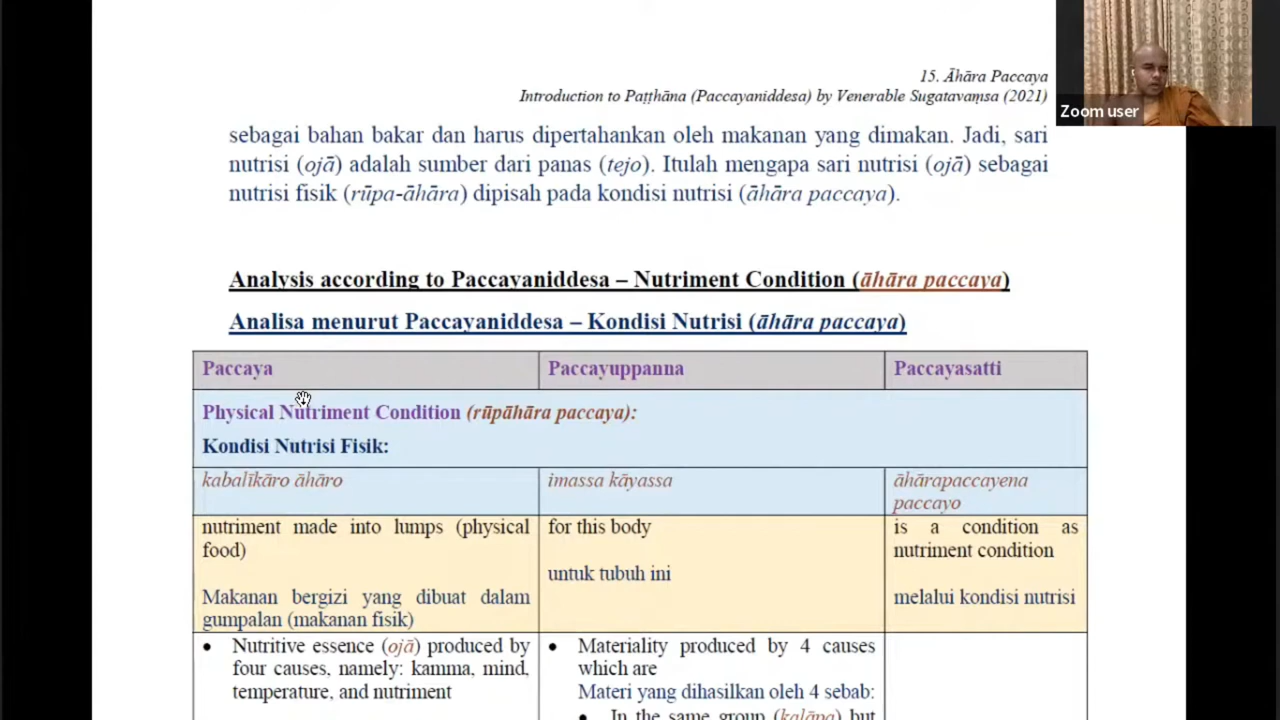 15. Āhāra Paccaya
Introduction to Paṭṭhāna (Paccayaniddesa) by Venerable Sugatavaṃsa (2021)
Zoom user
sebagai bahan bakar dan harus dipertahankan oleh makanan yang dimakan. Jadi, sari
nutrisi (ojā) adalah sumber dari panas (tejo). Itulah mengapa sari nutrisi (ojā) sebagai
nutrisi fisik (rūpa-āhāra) dipisah pada kondisi nutrisi (āhāra paccaya).
Analysis according to Paccayaniddesa – Nutriment Condition (āhāra paccaya)
Analisa menurut Paccayaniddesa – Kondisi Nutrisi (āhāra paccaya)
Paccaya
Paccayuppanna
Paccayasatti
Physical Nutriment Condition (rūpāhāra paccaya):
Kondisi Nutrisi Fisik:
kabaḷīkāro āhāro
imassa kāyassa
āhārapaccayena
paccayo
nutriment made into lumps (physical
food)
Makanan bergizi yang dibuat dalam
gumpalan (makanan fisik)
for this body
untuk tubuh ini
is a condition as
nutriment condition
melalui kondisi nutrisi
• Nutritive essence (ojā) produced by
four causes, namely: kamma, mind,
temperature, and nutriment
• Materiality produced by 4 causes
which are
Materi yang dihasilkan oleh 4 sebab:
• In the same group (kalāpa) but